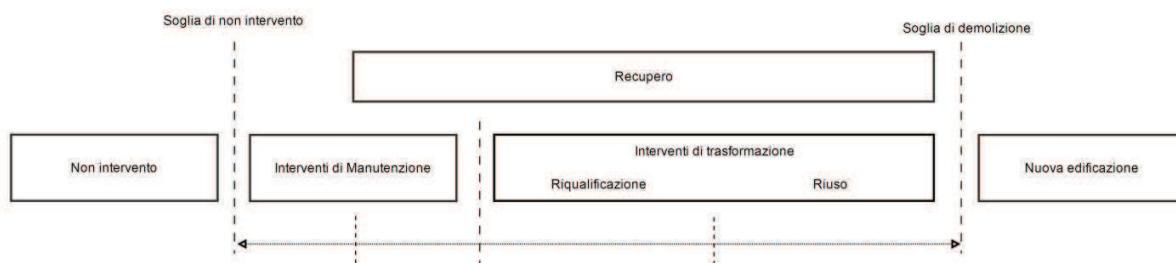 Soglia di non intervento
Soglia di demolizione
Recupero
Non intervento
Interventi di Manutenzione
Interventi di trasformazione
Riqualificazione
Riuso
Nuova edificazione